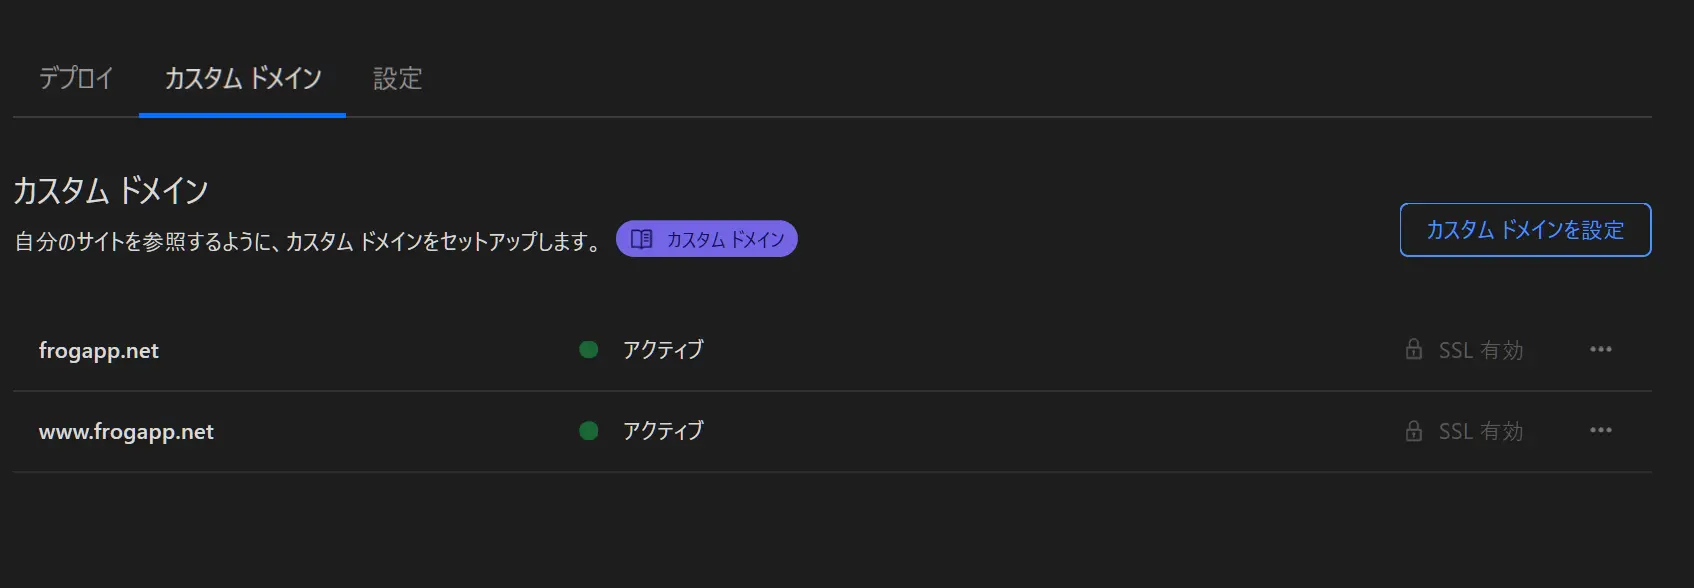 デプロイ カスタム ドメイン 設定
カスタム ドメイン
自分のサイトを参照するように、カスタム ドメインをセットアップします。 カスタム ドメイン
カスタム ドメインを設定
frogapp.net アクティブ SSL 有効
www.frogapp.net アクティブ SSL 有効